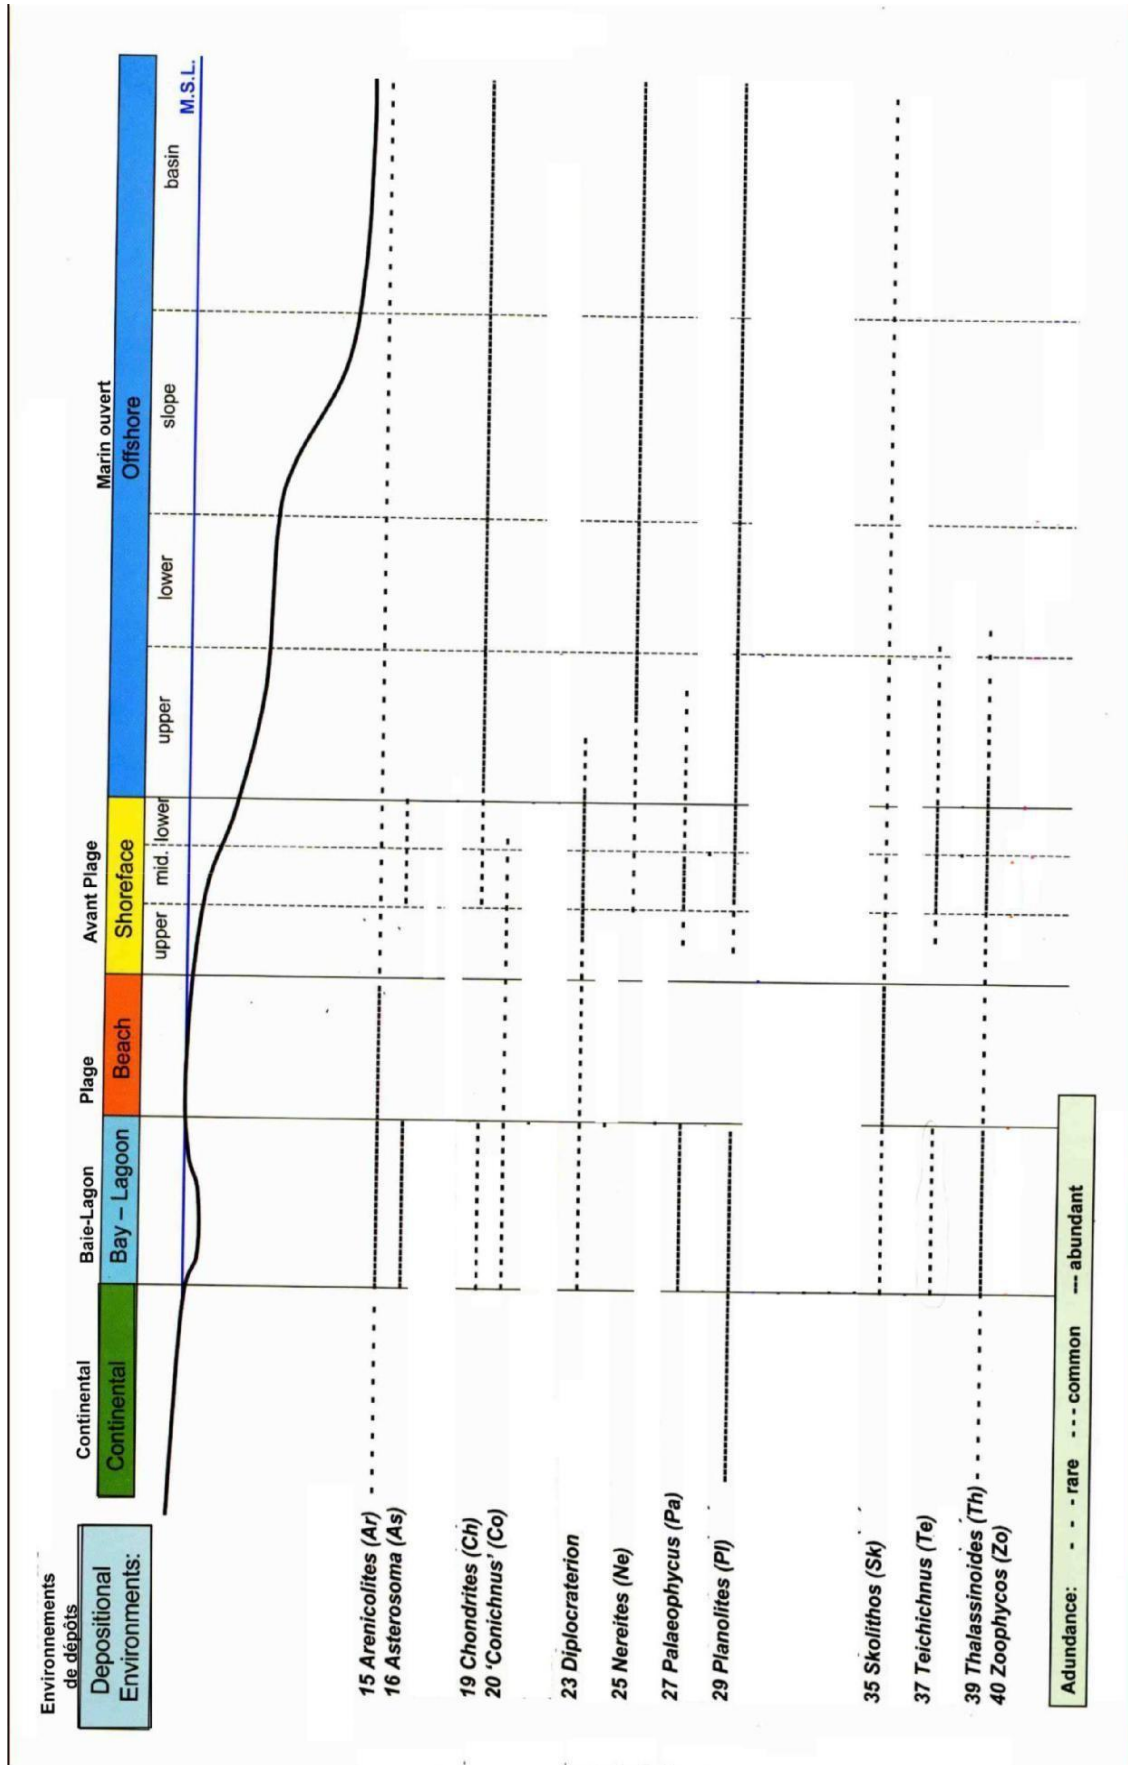 Environnements
de dépôts
Continental
Baie-Lagon
Plage
Avant Plage
Marin ouvert
Depositional
Environments:
Continental
Bay – Lagoon
Beach
Shoreface
Offshore
upper
mid.
lower
upper
lower
slope
basin
M.S.L.
15 Arenicolites (Ar)
16 Asterosoma (As)
19 Chondrites (Ch)
20 'Conichnus' (Co)
23 Diplocraterion
25 Nereites (Ne)
27 Palaeophycus (Pa)
29 Planolites (Pl)
35 Skolithos (Sk)
37 Teichichnus (Te)
39 Thalassinoides (Th)
40 Zoophycos (Zo)
Adundance: - - - rare --- common --- abundant